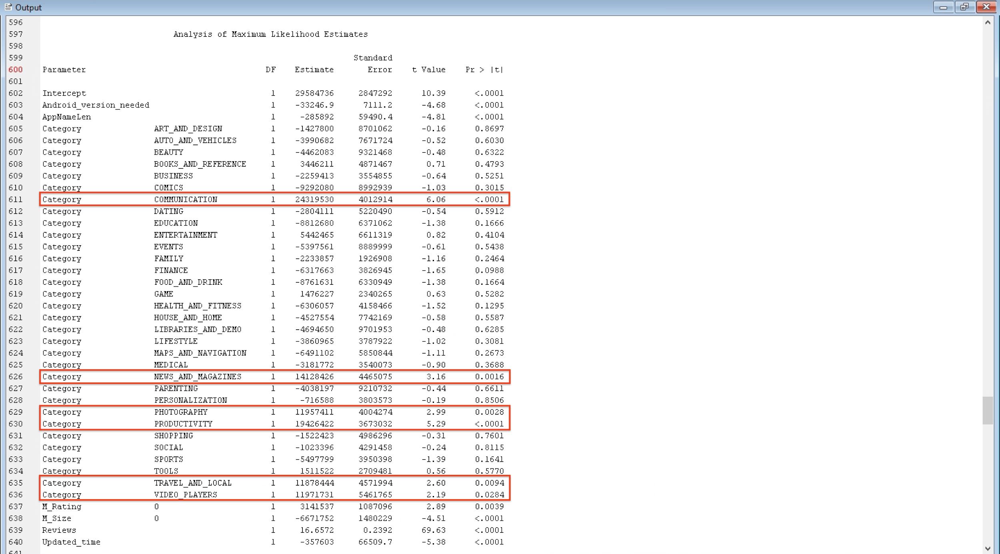 Output
596
597 Analysis of Maximum Likelihood Estimates
598
599 Standard
600 Parameter DF Estimate Error t Value Pr > |t|
601
602 Intercept 1 29584736 2847292 10.39 <.0001
603 Android_version_needed 1 -33246.9 7111.2 -4.68 <.0001
604 AppNameLen 1 -285892 59490.4 -4.81 <.0001
605 Category ART_AND_DESIGN 1 -1427800 8701062 -0.16 0.8697
606 Category AUTO_AND_VEHICLES 1 -3990682 7671724 -0.52 0.6030
607 Category BEAUTY 1 -4462083 9321468 -0.48 0.6322
608 Category BOOKS_AND_REFERENCE 1 3446211 4871467 0.71 0.4793
609 Category BUSINESS 1 -2259413 3554855 -0.64 0.5251
610 Category COMICS 1 -9292080 8992939 -1.03 0.3015
611 Category COMMUNICATION 1 24319530 4012914 6.06 <.0001
612 Category DATING 1 -2804111 5220490 -0.54 0.5912
613 Category EDUCATION 1 -8812680 6371062 -1.38 0.1666
614 Category ENTERTAINMENT 1 5442465 6611319 0.82 0.4104
615 Category EVENTS 1 -5397561 8889999 -0.61 0.5438
616 Category FAMILY 1 -2233857 1926908 -1.16 0.2464
617 Category FINANCE 1 -6317663 3826945 -1.65 0.0988
618 Category FOOD_AND_DRINK 1 -8761631 6330949 -1.38 0.1664
619 Category GAME 1 1476227 2340265 0.63 0.5282
620 Category HEALTH_AND_FITNESS 1 -6306057 4158466 -1.52 0.1295
621 Category HOUSE_AND_HOME 1 -4527554 7742169 -0.58 0.5587
622 Category LIBRARIES_AND_DEMO 1 -4694650 9701953 -0.48 0.6285
623 Category LIFESTYLE 1 -3860965 3787922 -1.02 0.3081
624 Category MAPS_AND_NAVIGATION 1 -6491102 5850844 -1.11 0.2673
625 Category MEDICAL 1 -3181772 3540073 -0.90 0.3688
626 Category NEWS_AND_MAGAZINES 1 14128426 4465075 3.16 0.0016
627 Category PARENTING 1 -4038197 9210732 -0.44 0.6611
628 Category PERSONALIZATION 1 -716588 3803573 -0.19 0.8506
629 Category PHOTOGRAPHY 1 11957411 4004274 2.99 0.0028
630 Category PRODUCTIVITY 1 19426422 3673032 5.29 <.0001
631 Category SHOPPING 1 -1522423 4986296 -0.31 0.7601
632 Category SOCIAL 1 -1023396 4291458 -0.24 0.8115
633 Category SPORTS 1 -5497799 3950398 -1.39 0.1641
634 Category TOOLS 1 1511522 2709481 0.56 0.5770
635 Category TRAVEL_AND_LOCAL 1 11878444 4571994 2.60 0.0094
636 Category VIDEO_PLAYERS 1 11971731 5461765 2.19 0.0284
637 M_Rating 0 1 3141537 1087096 2.89 0.0039
638 M_Size 0 1 -6671752 1480229 -4.51 <.0001
639 Reviews 1 16.6572 0.2392 69.63 <.0001
640 Updated_time 1 -357603 66509.7 -5.38 <.0001
641